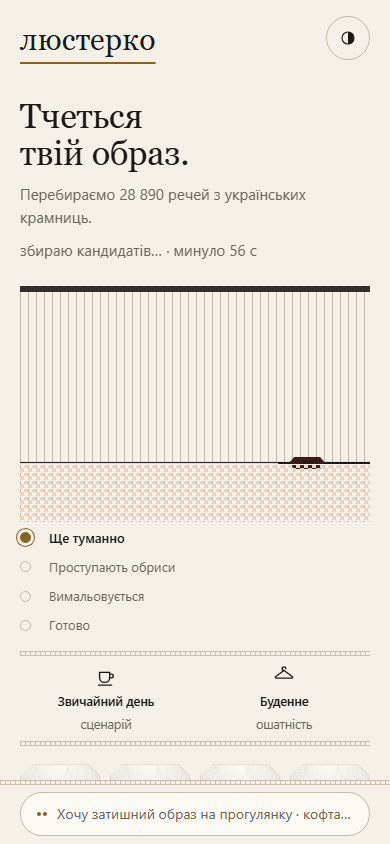 люстерко
Тчеться
твій образ.
Перебираємо 28 890 речей з українських
крамниць.
збираю кандидатів… · минуло 56 с
Ще туманно
Проступають обриси
Вимальовується
Готово
Звичайний день
Буденне
сценарій
ошатність
Хочу затишний образ на прогулянку · кофта…